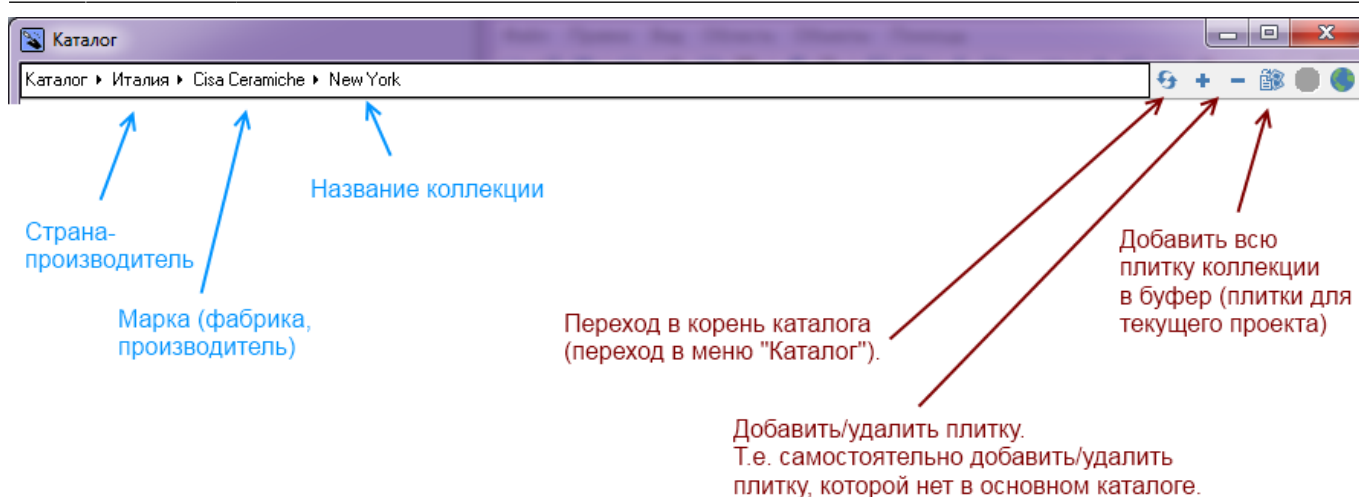 Каталог
Каталог ▸ Италия ▸ Cisa Ceramiche ▸ New York
Название коллекции
Страна-
производитель
Марка (фабрика,
производитель)
Добавить всю
плитку коллекции
в буфер (плитки для
текущего проекта)
Переход в корень каталога
(переход в меню "Каталог").
Добавить/удалить плитку.
Т.е. самостоятельно добавить/удалить
плитку, которой нет в основном каталоге.